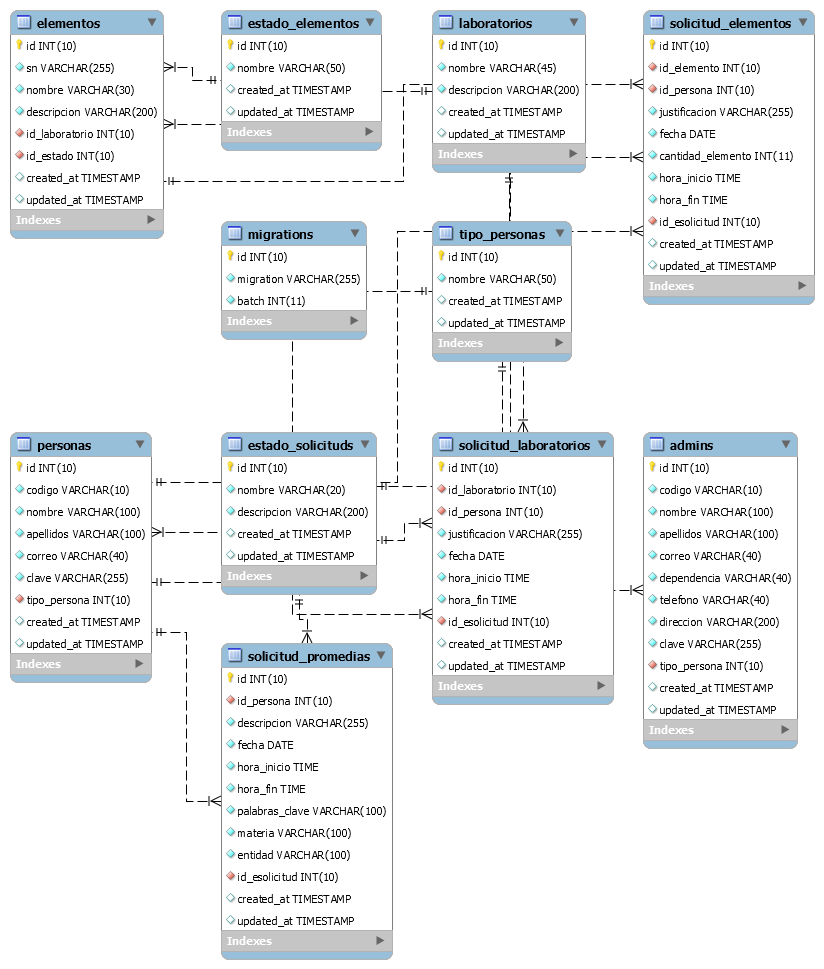 elementos
id INT(10)
sn VARCHAR(255)
nombre VARCHAR(30)
descripcion VARCHAR(200)
id_laboratorio INT(10)
id_estado INT(10)
created_at TIMESTAMP
updated_at TIMESTAMP
Indexes
estado_elementos
id INT(10)
nombre VARCHAR(50)
created_at TIMESTAMP
updated_at TIMESTAMP
Indexes
laboratorios
id INT(10)
nombre VARCHAR(45)
descripcion VARCHAR(200)
created_at TIMESTAMP
updated_at TIMESTAMP
Indexes
solicitud_elementos
id INT(10)
id_elemento INT(10)
id_persona INT(10)
justificacion VARCHAR(255)
fecha DATE
cantidad_elemento INT(11)
hora_inicio TIME
hora_fin TIME
id_esolicitud INT(10)
created_at TIMESTAMP
updated_at TIMESTAMP
Indexes
migrations
id INT(10)
migration VARCHAR(255)
batch INT(11)
Indexes
tipo_personas
id INT(10)
nombre VARCHAR(50)
created_at TIMESTAMP
updated_at TIMESTAMP
Indexes
personas
id INT(10)
codigo VARCHAR(10)
nombre VARCHAR(100)
apellidos VARCHAR(100)
correo VARCHAR(40)
clave VARCHAR(255)
tipo_persona INT(10)
created_at TIMESTAMP
updated_at TIMESTAMP
Indexes
estado_solicituds
id INT(10)
nombre VARCHAR(20)
descripcion VARCHAR(200)
created_at TIMESTAMP
updated_at TIMESTAMP
Indexes
solicitud_laboratorios
id INT(10)
id_laboratorio INT(10)
id_persona INT(10)
justificacion VARCHAR(255)
fecha DATE
hora_inicio TIME
hora_fin TIME
id_esolicitud INT(10)
created_at TIMESTAMP
updated_at TIMESTAMP
Indexes
admins
id INT(10)
codigo VARCHAR(10)
nombre VARCHAR(100)
apellidos VARCHAR(100)
correo VARCHAR(40)
dependencia VARCHAR(40)
telefono VARCHAR(40)
direccion VARCHAR(200)
clave VARCHAR(255)
tipo_persona INT(10)
created_at TIMESTAMP
updated_at TIMESTAMP
Indexes
solicitud_promedias
id INT(10)
id_persona INT(10)
descripcion VARCHAR(255)
fecha DATE
hora_inicio TIME
hora_fin TIME
palabras_clave VARCHAR(100)
materia VARCHAR(100)
entidad VARCHAR(100)
id_esolicitud INT(10)
created_at TIMESTAMP
updated_at TIMESTAMP
Indexes